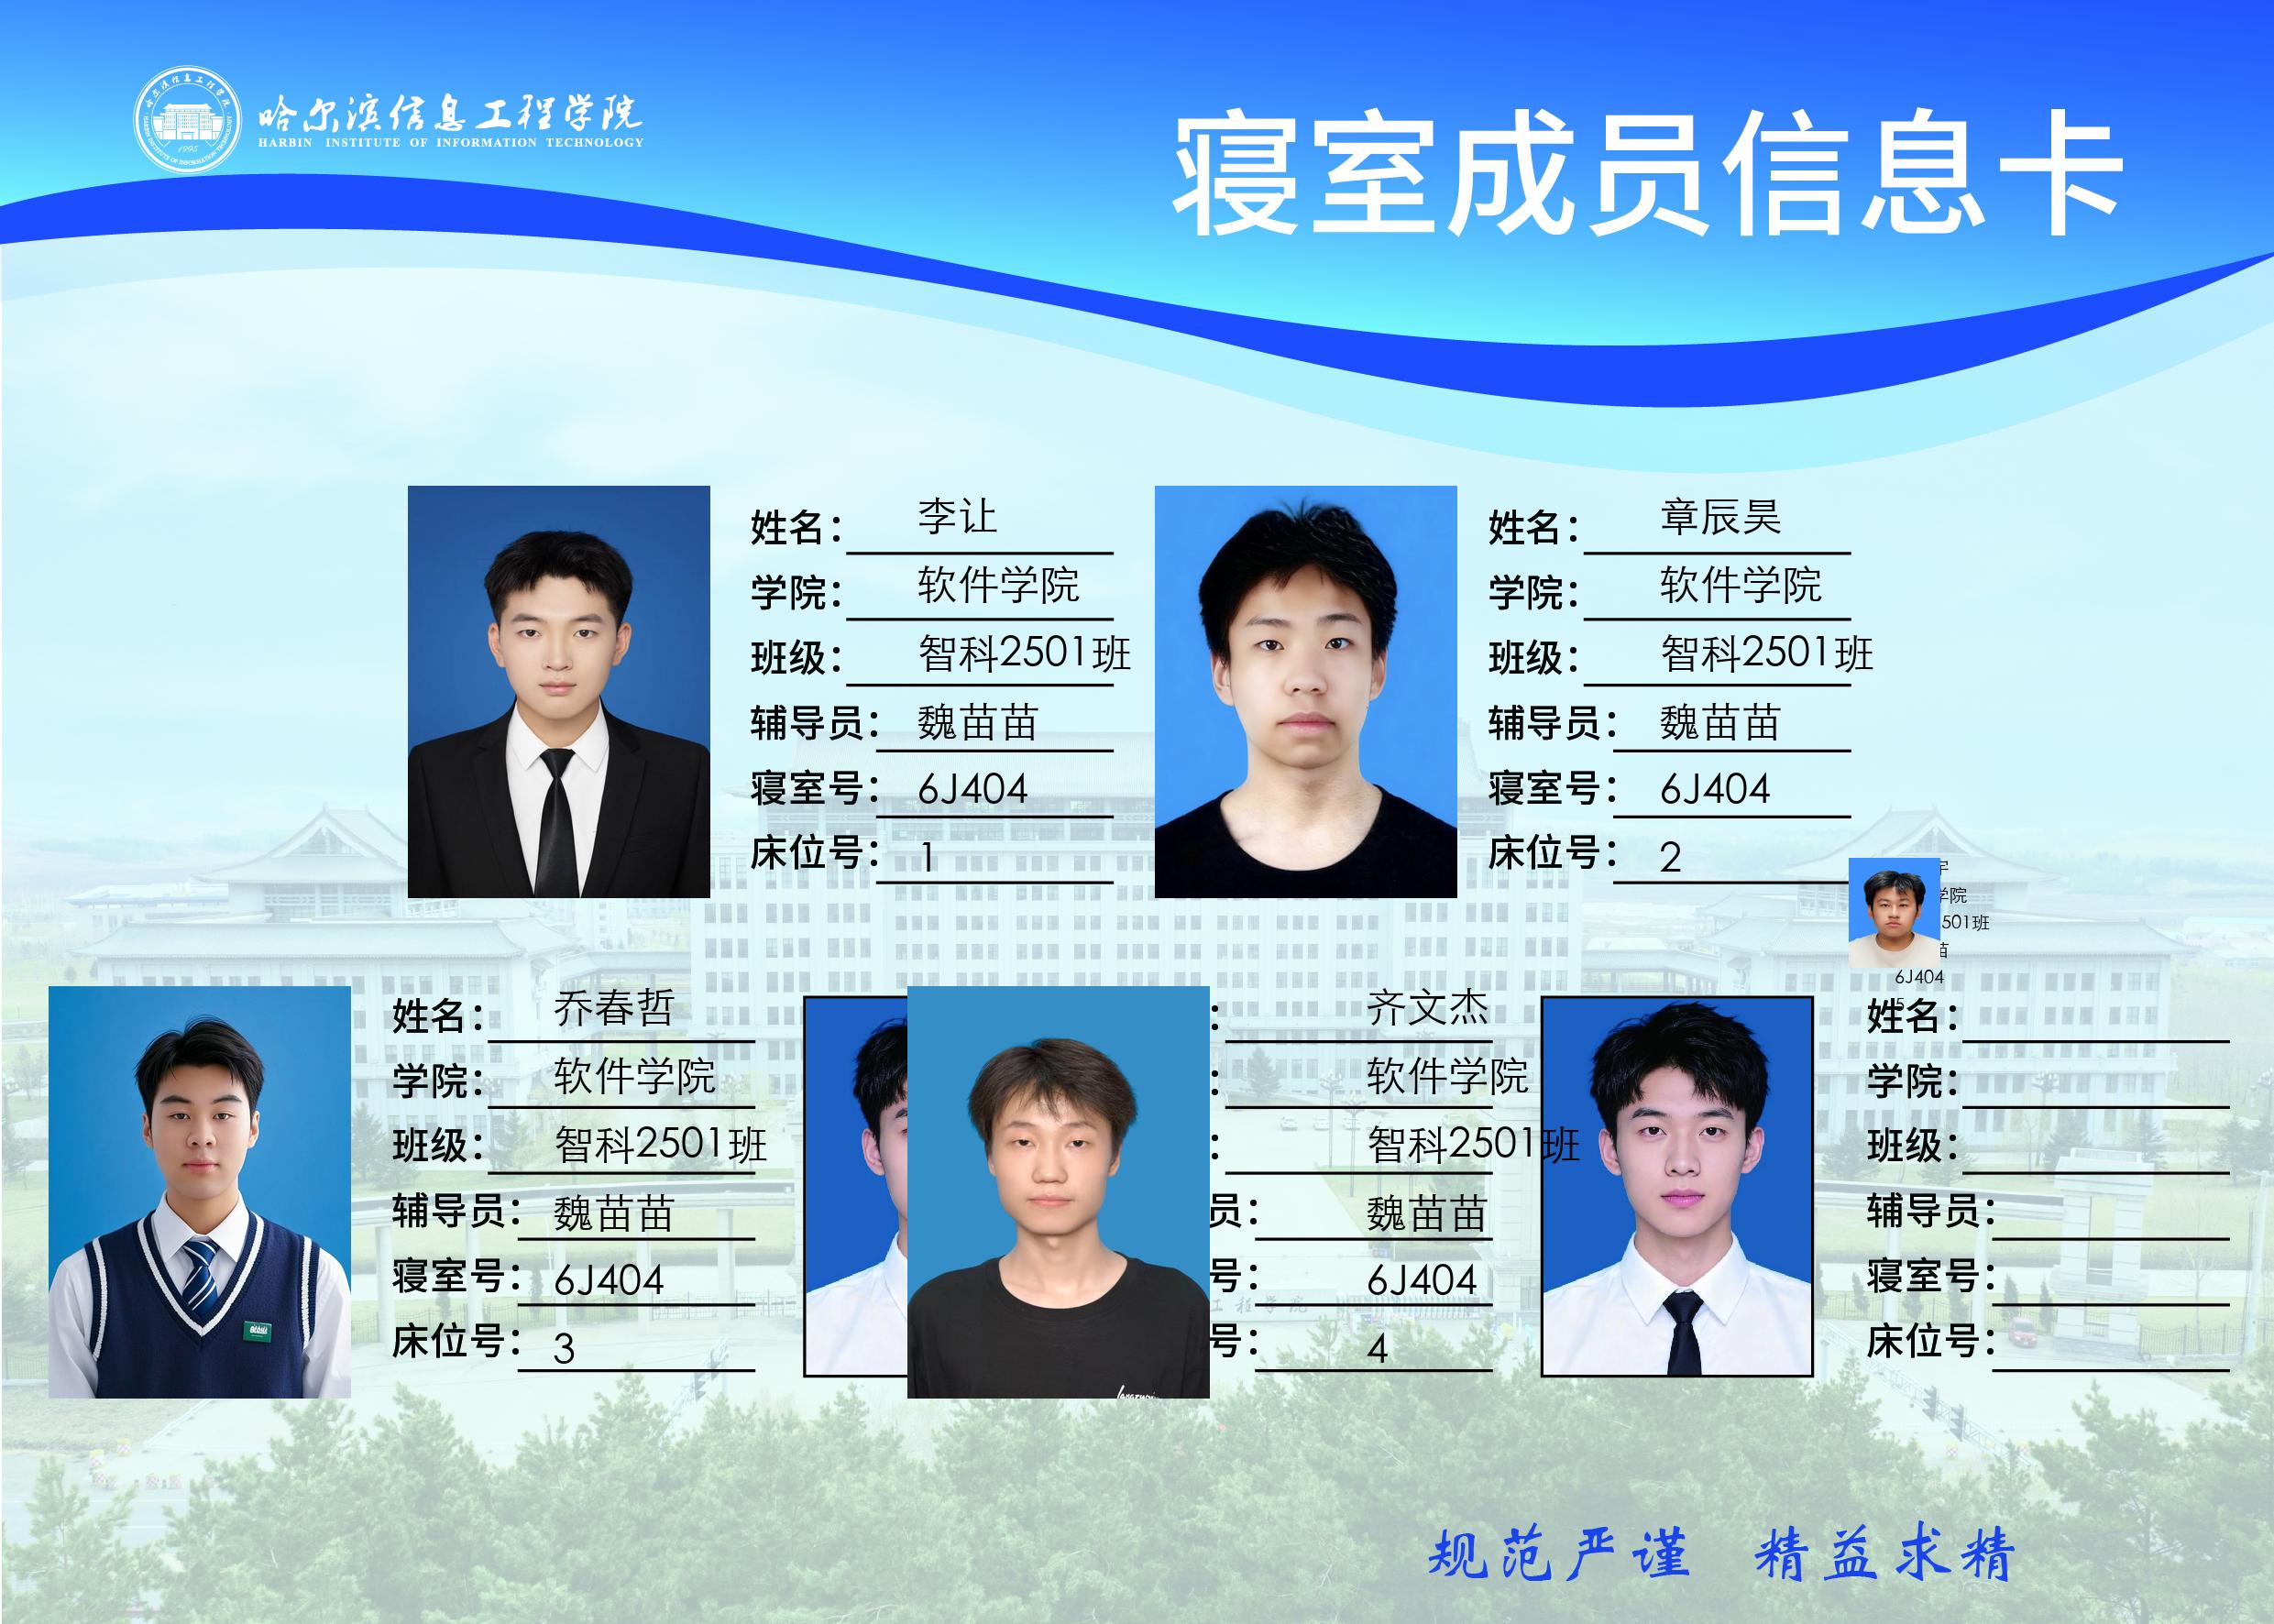 哈尔滨信息工程学院
HARBIN INSTITUTE OF INFORMATION TECHNOLOGY
1995
寝室成员信息卡
姓名： 李让
学院： 软件学院
班级： 智科2501班
辅导员： 魏苗苗
寝室号： 6J404
床位号： 1
姓名： 章辰昊
学院： 软件学院
班级： 智科2501班
辅导员： 魏苗苗
寝室号： 6J404
床位号： 2
学院
501班
苗
6J404
姓名： 乔春哲
学院： 软件学院
班级： 智科2501班
辅导员： 魏苗苗
寝室号： 6J404
床位号： 3
： 齐文杰
： 软件学院
： 智科2501班
员： 魏苗苗
号： 6J404
号： 4
姓名：
学院：
班级：
辅导员：
寝室号：
床位号：
规范严谨 精益求精